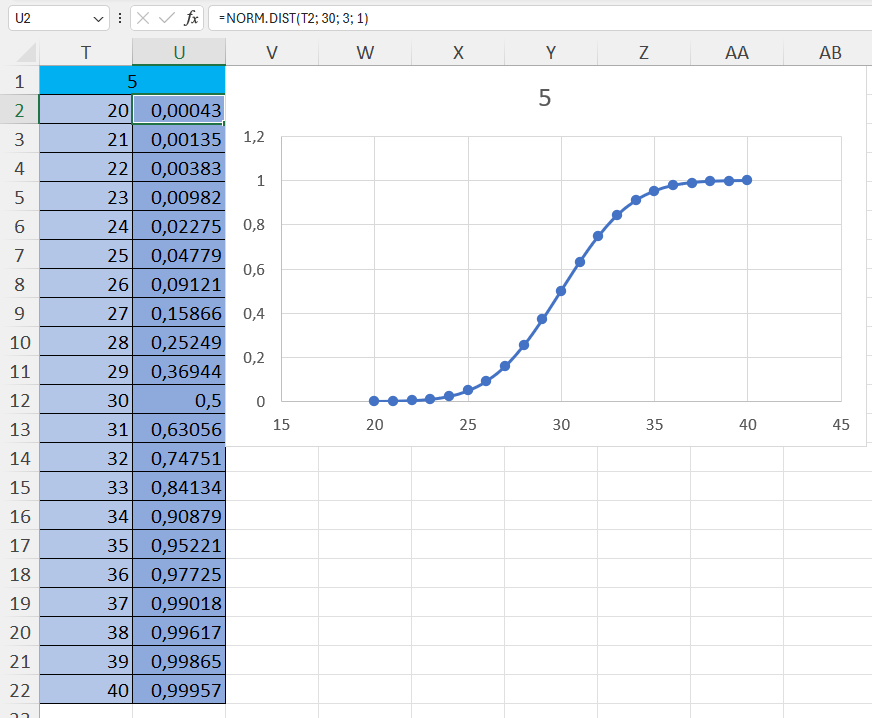 U2 fx =NORM.DIST(T2; 30; 3; 1)
T U V W X Y Z AA AB
1 5
2 20 0,00043
3 21 0,00135
4 22 0,00383
5 23 0,00982
6 24 0,02275
7 25 0,04779
8 26 0,09121
9 27 0,15866
10 28 0,25249
11 29 0,36944
12 30 0,5
13 31 0,63056
14 32 0,74751
15 33 0,84134
16 34 0,90879
17 35 0,95221
18 36 0,97725
19 37 0,99018
20 38 0,99617
21 39 0,99865
22 40 0,99957
23
5
1,2
1
0,8
0,6
0,4
0,2
0
15 20 25 30 35 40 45